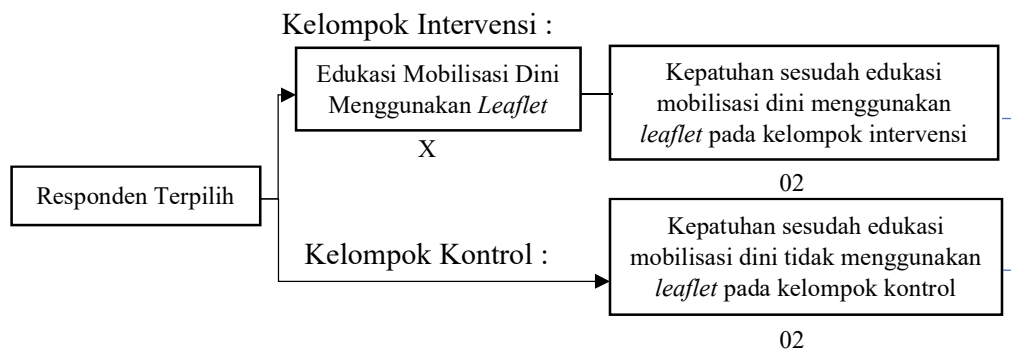 Kelompok Intervensi :
Edukasi Mobilisasi Dini
Menggunakan Leaflet
X
Kepatuhan sesudah edukasi
mobilisasi dini menggunakan
leaflet pada kelompok intervensi
02
Responden Terpilih
Kelompok Kontrol :
Kepatuhan sesudah edukasi
mobilisasi dini tidak menggunakan
leaflet pada kelompok kontrol
02